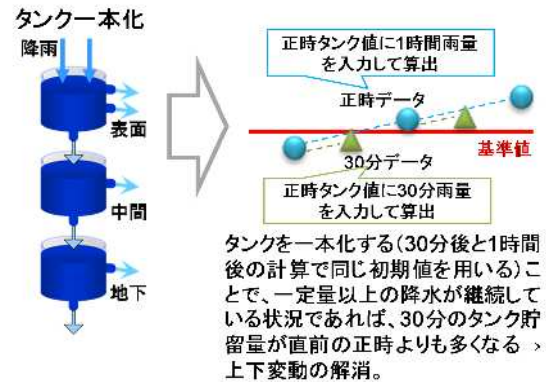 タンク一本化
降雨
表面
中間
地下
正時タンク値に1時間雨量
を入力して算出
正時データ
基準値
30分データ
正時タンク値に30分雨量
を入力して算出
タンクを一本化する(30分後と1時間
後の計算で同じ初期値を用いる)こ
とで、一定量以上の降水が継続して
いる状況であれば、30分のタンク貯
留量が直前の正時よりも多くなる→
上下変動の解消。